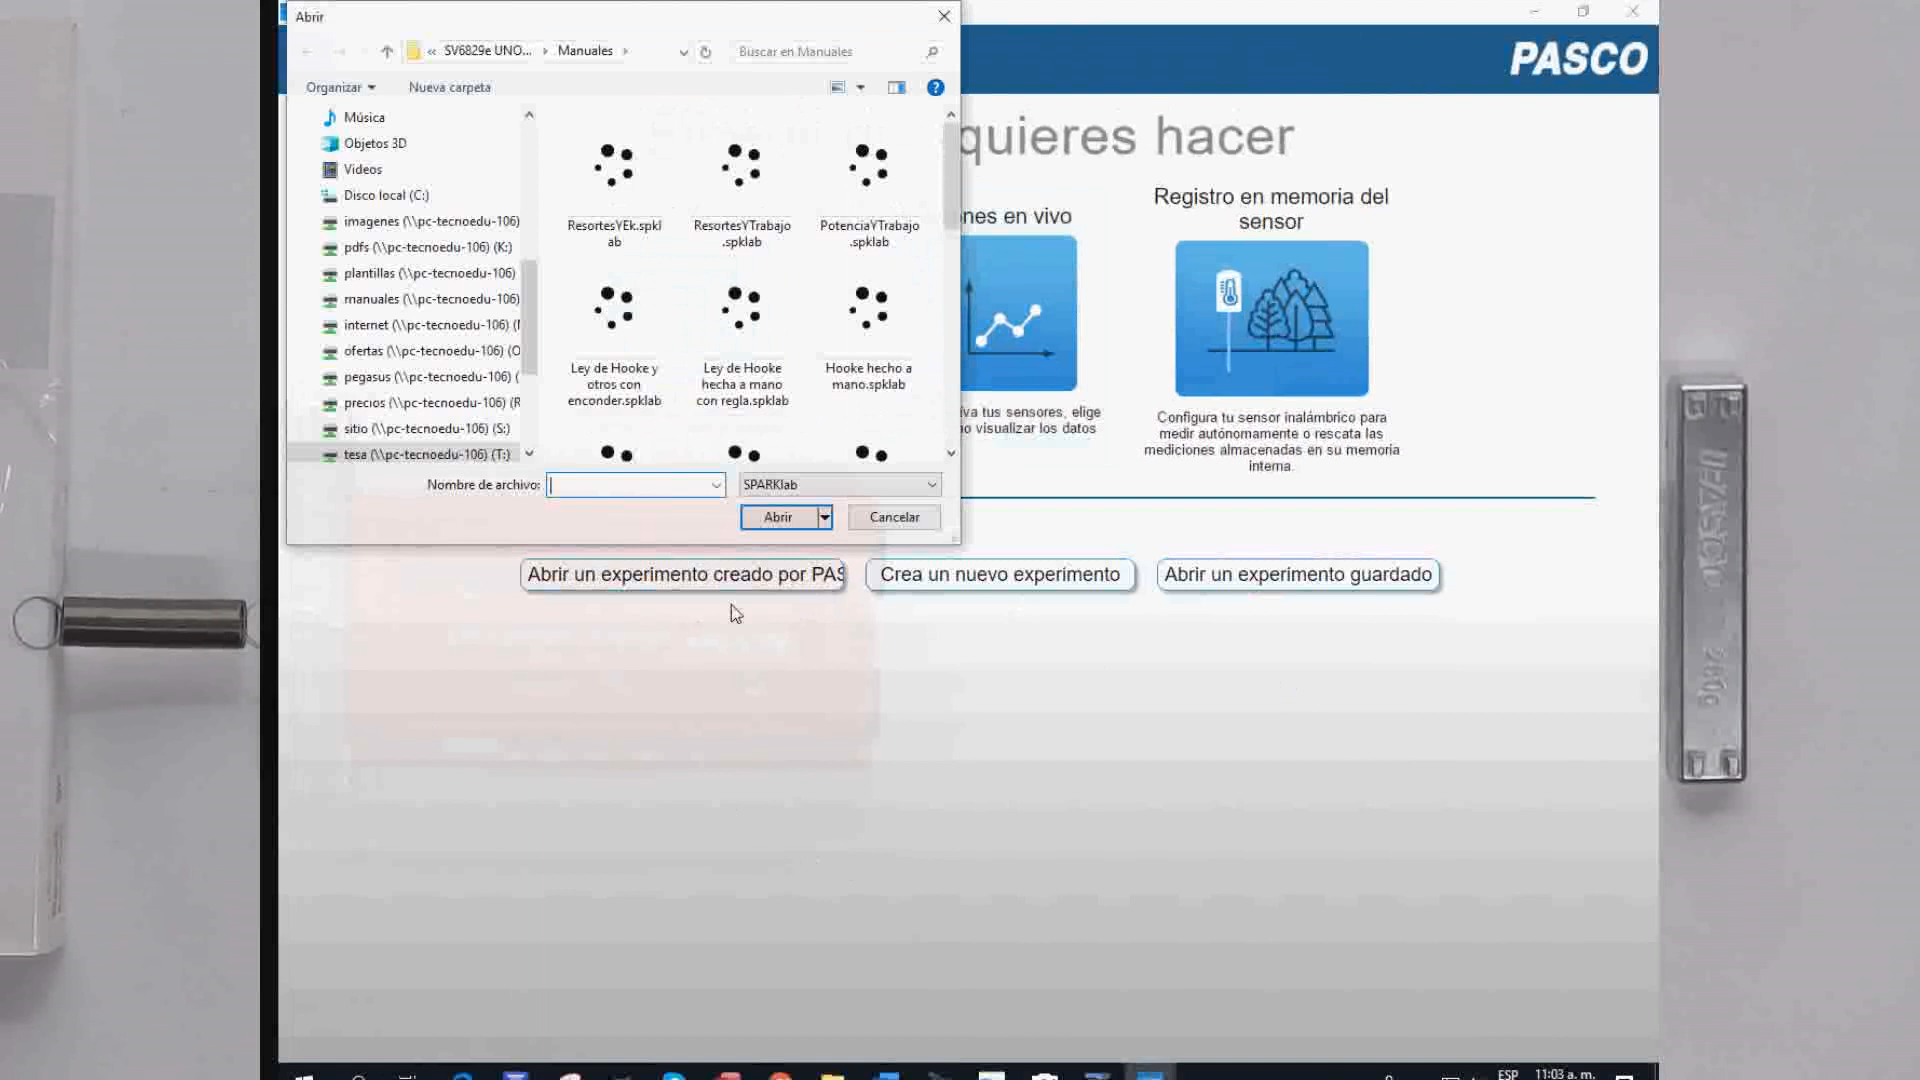 Abrir
« SV6829e UNO... › Manuales ›
Buscar en Manuales
Organizar
Nueva carpeta
Música
Objetos 3D
Videos
Disco local (C:)
imagenes (\\pc-tecnoedu-106)
pdfs (\\pc-tecnoedu-106) (K:)
plantillas (\\pc-tecnoedu-106)
manuales (\\pc-tecnoedu-106)
internet (\\pc-tecnoedu-106)
ofertas (\\pc-tecnoedu-106) (O
pegasus (\\pc-tecnoedu-106) (
precios (\\pc-tecnoedu-106) (R
sitio (\\pc-tecnoedu-106) (S:)
tesa (\\pc-tecnoedu-106) (T:)
ResortesYEk.spkl
ab
ResortesYTrabajo
.spklab
PotenciaYTrabajo
.spklab
Ley de Hooke y
otros con
enconder.spklab
Ley de Hooke
hecha a mano
con regla.spklab
Hooke hecho a
mano.spklab
Nombre de archivo:
SPARKlab
Abrir
Cancelar
PASCO
quieres hacer
nes en vivo
iva tus sensores, elige
o visualizar los datos
Registro en memoria del
sensor
Configura tu sensor inalámbrico para
medir autónomamente o rescata las
mediciones almacenadas en su memoria
interna.
Abrir un experimento creado por PAS
Crea un nuevo experimento
Abrir un experimento guardado
ESP
11:03 a. m.